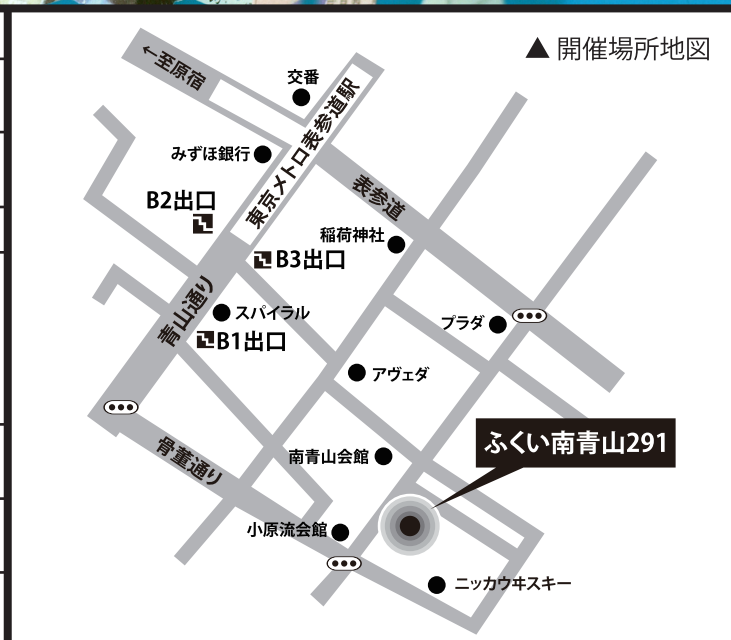 ▲ 開催場所地図
←至原宿
交番
東京メトロ表参道駅
みずほ銀行
表参道
B2出口
稲荷神社
B3出口
青山通り
スパイラル
プラダ
B1出口
アヴェダ
ふくい南青山291
骨董通り
南青山会館
小原流会館
ニッカウヰスキー